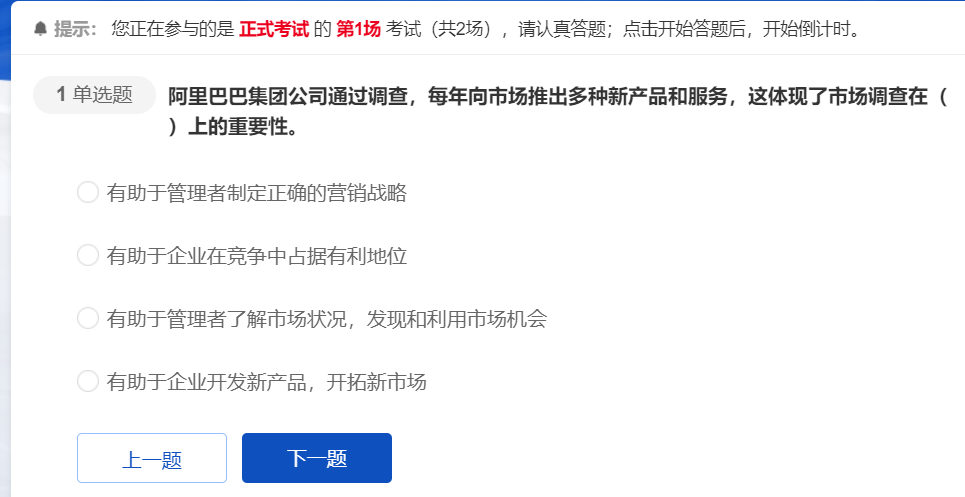 提示： 您正在参与的是 正式考试 的 第1场 考试（共2场），请认真答题；点击开始答题后，开始倒计时。
1 单选题
阿里巴巴集团公司通过调查，每年向市场推出多种新产品和服务，这体现了市场调查在（
）上的重要性。
有助于管理者制定正确的营销战略
有助于企业在竞争中占据有利地位
有助于管理者了解市场状况，发现和利用市场机会
有助于企业开发新产品，开拓新市场
上一题 下一题